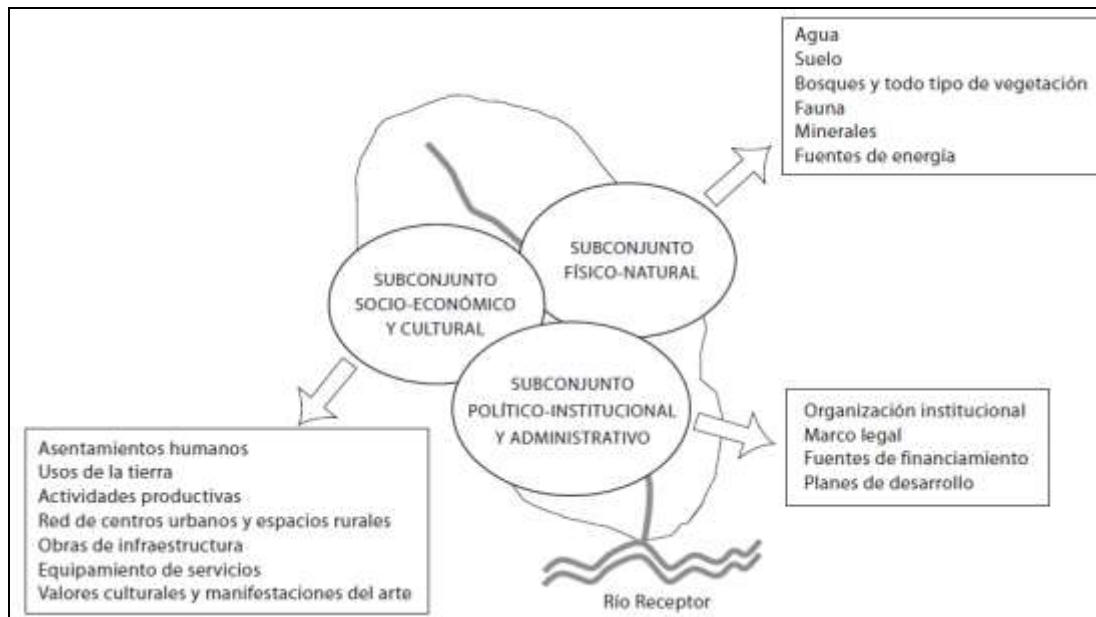 Agua
Suelo
Bosques y todo tipo de vegetación
Fauna
Minerales
Fuentes de energía
SUBCONJUNTO
FÍSICO-NATURAL
SUBCONJUNTO
SOCIO-ECONÓMICO
Y CULTURAL
SUBCONJUNTO
POLÍTICO-INSTITUCIONAL
Y ADMINISTRATIVO
Organización institucional
Marco legal
Fuentes de financiamiento
Planes de desarrollo
Asentamientos humanos
Usos de la tierra
Actividades productivas
Red de centros urbanos y espacios rurales
Obras de infraestructura
Equipamiento de servicios
Valores culturales y manifestaciones del arte
Río Receptor